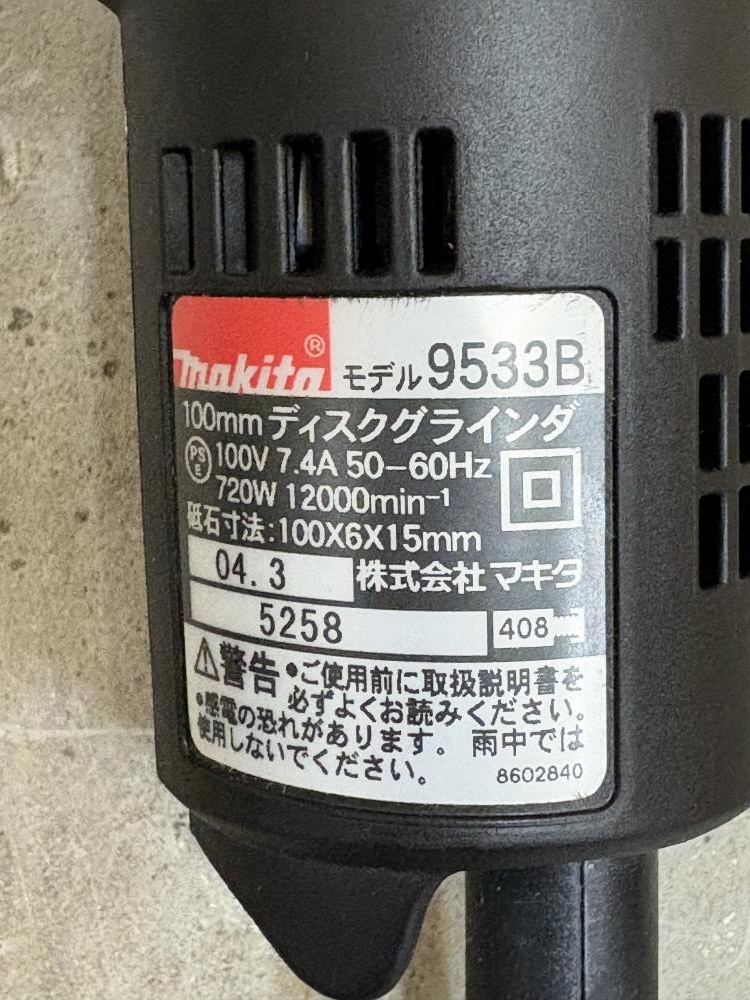 makita®
モデル 9533B
100mm ディスクグラインダ
PSE 100V 7.4A 50-60Hz
720W 12000min⁻¹
砥石寸法:100X6X15mm
04.3 株式会社マキタ
5258 408
警告 •ご使用前に取扱説明書を
必ずよくお読みください。
•感電の恐れがあります。雨中では
使用しないでください。
8602840